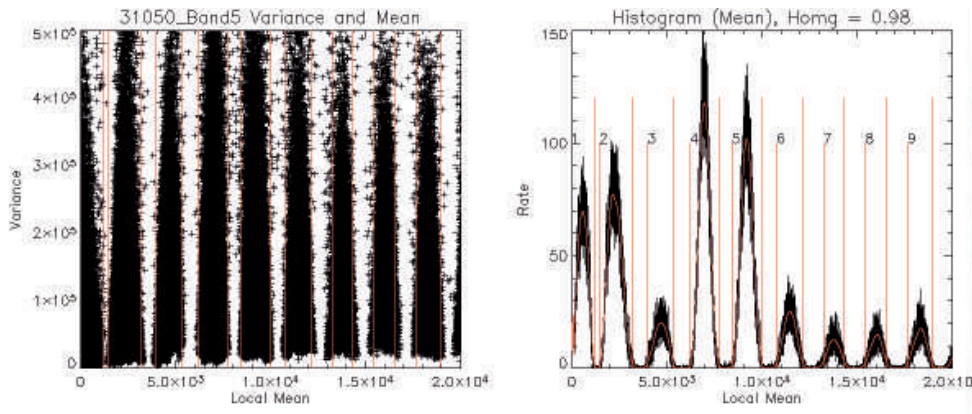 31050_Band5 Variance and Mean
5×10⁵
4×10⁵
3×10⁵
2×10⁵
1×10⁵
0
Variance
0 5.0×10³ 1.0×10⁴ 1.5×10⁴ 2.0×10⁴
Local Mean
Histogram (Mean), Homg = 0.98
150
100
50
0
Rate
1 2 3 4 5 6 7 8 9
0 5.0×10³ 1.0×10⁴ 1.5×10⁴ 2.0×10⁴
Local Mean